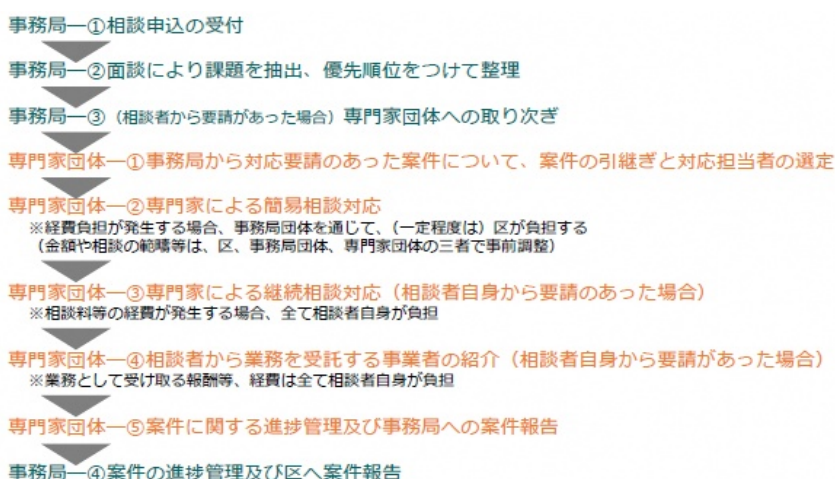 事務局―①相談申込の受付
事務局―②面談により課題を抽出、優先順位をつけて整理
事務局―③（相談者から要請があった場合）専門家団体への取り次ぎ
専門家団体―①事務局から対応要請のあった案件について、案件の引継ぎと対応担当者の選定
専門家団体―②専門家による簡易相談対応
※経費負担が発生する場合、事務局団体を通じて、（一定程度は）区が負担する
（金額や相談の範疇等は、区、事務局団体、専門家団体の三者で事前調整）
専門家団体―③専門家による継続相談対応（相談者自身から要請のあった場合）
※相談料等の経費が発生する場合、全て相談者自身が負担
専門家団体―④相談者から業務を受託する事業者の紹介（相談者自身から要請があった場合）
※業務として受け取る報酬等、経費は全て相談者自身が負担
専門家団体―⑤案件に関する進捗管理及び事務局への案件報告
事務局―④案件の進捗管理及び区へ案件報告